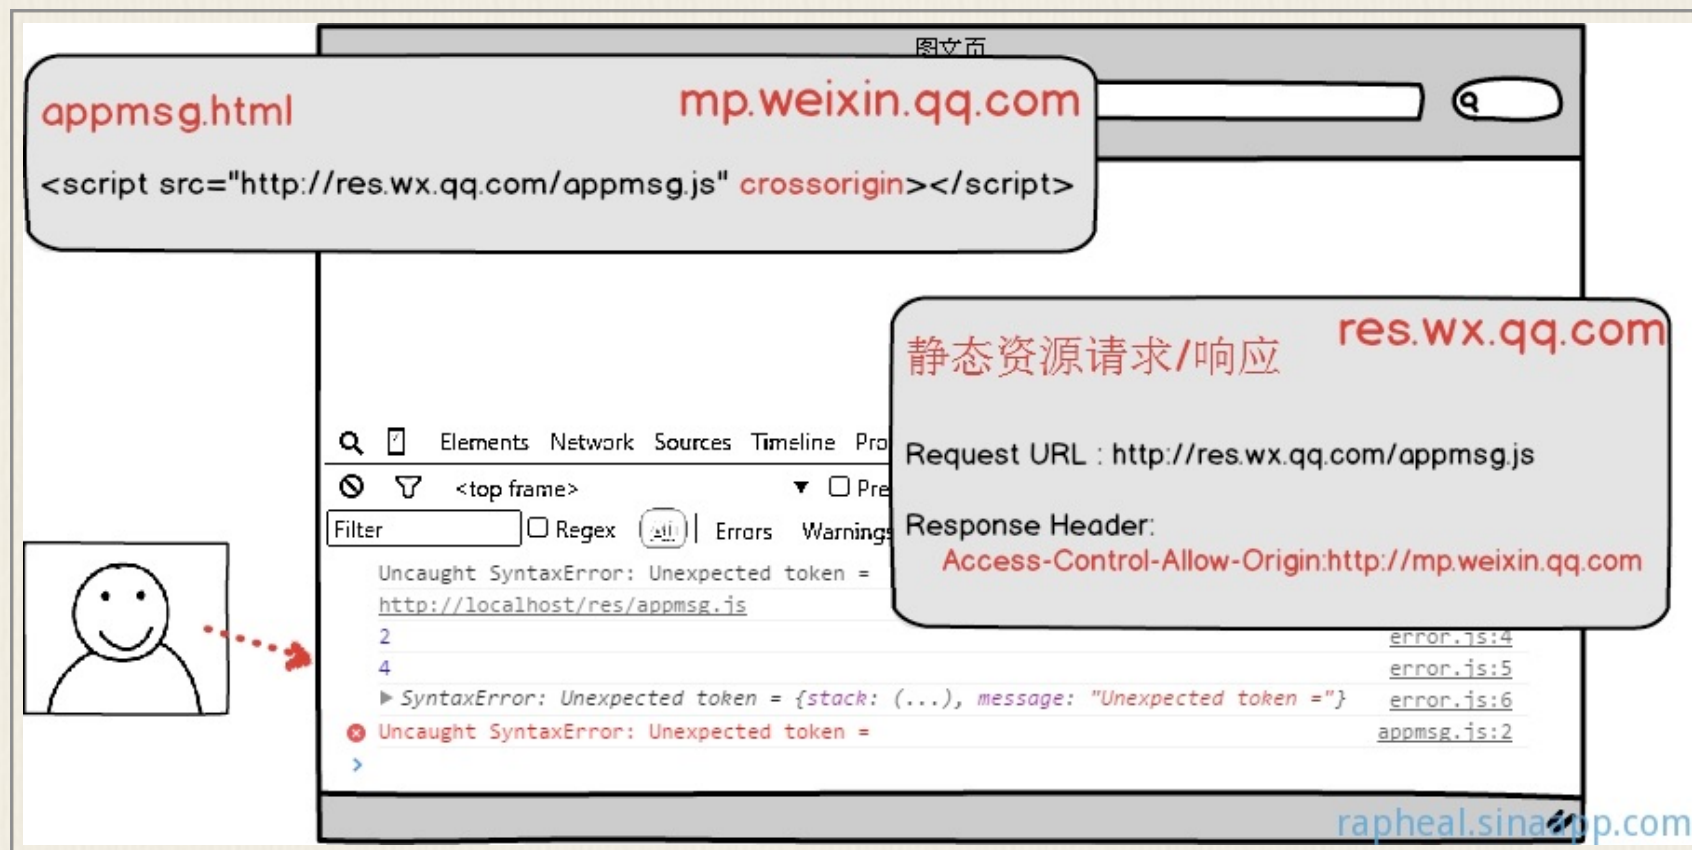 图文页
appmsg.html
mp.weixin.qq.com
<script src="http://res.wx.qq.com/appmsg.js" crossorigin></script>
res.wx.qq.com
静态资源请求/响应
Request URL : http://res.wx.qq.com/appmsg.js
Response Header:
Access-Control-Allow-Origin:http://mp.weixin.qq.com
Elements Network Sources Timeline Pro
<top frame> Pre
Filter Regex Errors Warnings
Uncaught SyntaxError: Unexpected token =
http://localhost/res/appmsg.js
2 error.js:4
4 error.js:5
SyntaxError: Unexpected token = {stack: (...), message: "Unexpected token ="} error.js:6
Uncaught SyntaxError: Unexpected token = appmsg.js:2
rapheal.sinaapp.com